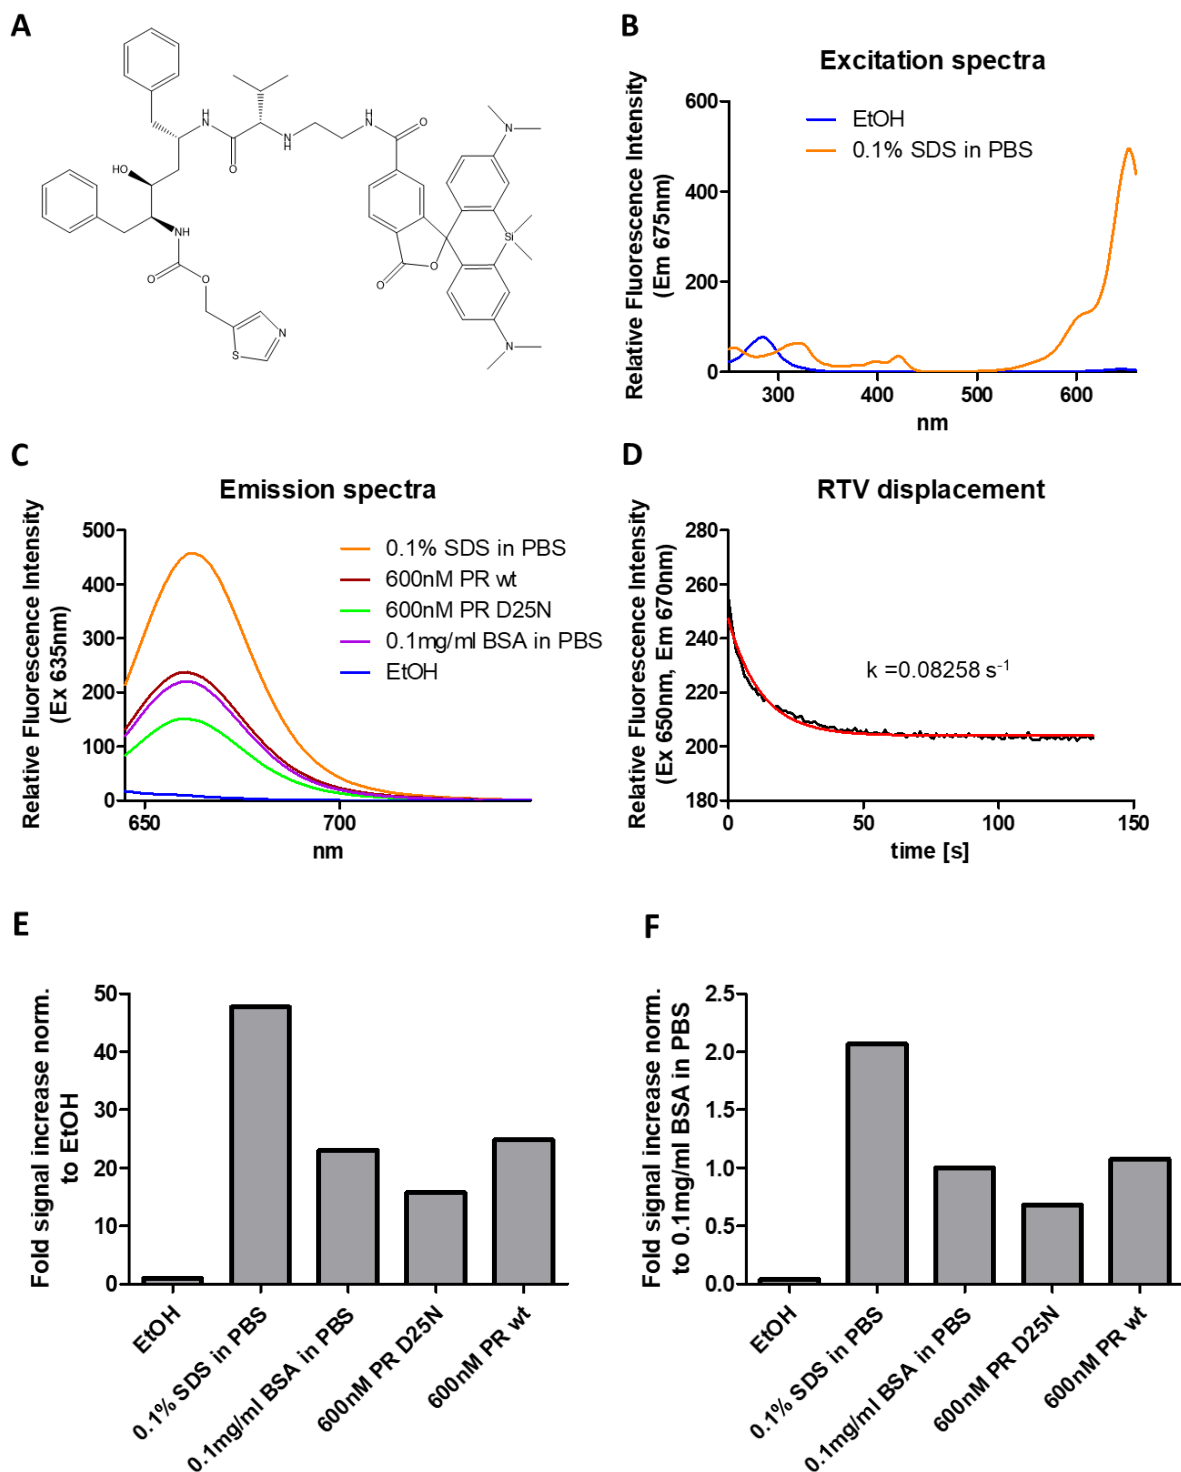 A
N
H
O
N
H
H
N
O
N
HO
Si
NH
O
O
O
O
N
N
S
B
Excitation spectra
Relative Fluorescence Intensity
(Em 675nm)
600
400
200
0
EtOH
0.1% SDS in PBS
300
400
500
600
nm
C
Emission spectra
Relative Fluorescence Intensity
(Ex 635nm)
500
400
300
200
100
0
0.1% SDS in PBS
600nM PR wt
600nM PR D25N
0.1mg/ml BSA in PBS
EtOH
650
700
nm
D
RTV displacement
Relative Fluorescence Intensity
(Ex 650nm, Em 670nm)
280
260
240
220
200
180
k =0.08258 s⁻¹
0
50
100
150
time [s]
E
Fold signal increase norm.
to EtOH
50
40
30
20
10
0
EtOH
0.1% SDS in PBS
0.1mg/ml BSA in PBS
600nM PR D25N
600nM PR wt
F
Fold signal increase norm.
to 0.1mg/ml BSA in PBS
2.5
2.0
1.5
1.0
0.5
0.0
EtOH
0.1% SDS in PBS
0.1mg/ml BSA in PBS
600nM PR D25N
600nM PR wt